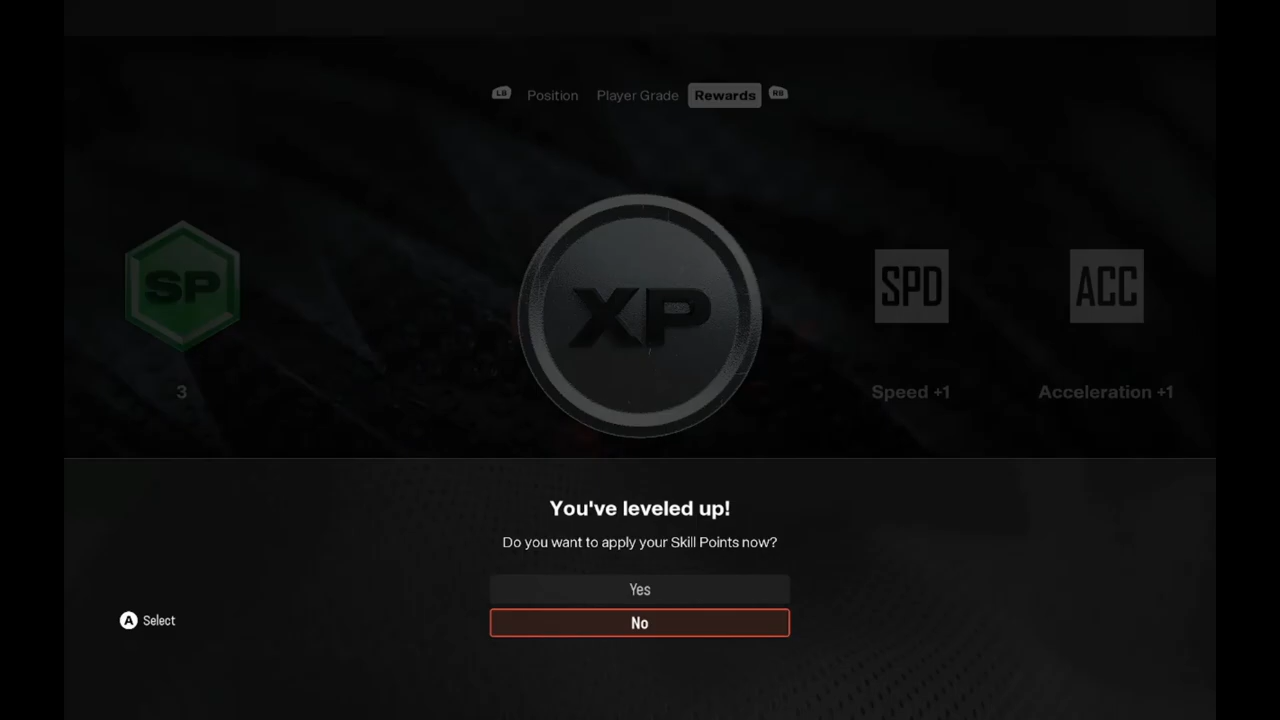 LB Position Player Grade Rewards RB
SP
XP
SPD
ACC
3
Speed +1
Acceleration +1
You've leveled up!
Do you want to apply your Skill Points now?
Yes
No
A Select